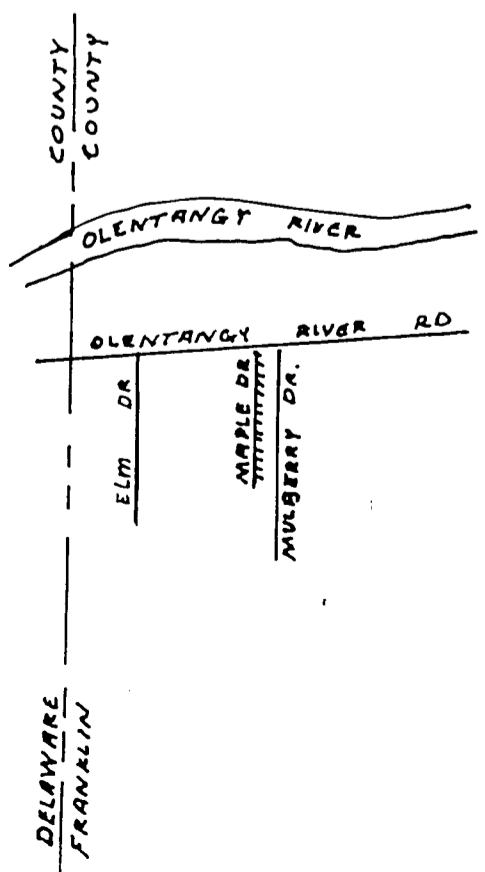 COUNTY
COUNTY
OLENTANGY RIVER
OLENTANGY RIVER RD
ELM DR
MAPLE DR
MULBERRY DR.
DELAWARE
FRANKLIN